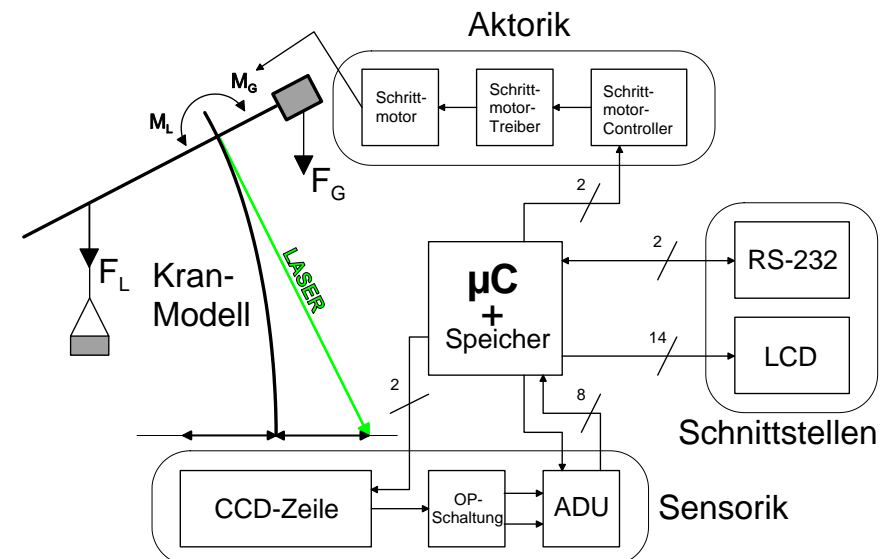 Aktorik
Schritt-
motor
Schritt-
motor-
Treiber
Schritt-
motor-
Controller
M_G
M_L
F_G
F_L
Kran-
Modell
LASER
2
µC
+
Speicher
2
RS-232
14
LCD
Schnittstellen
2
8
CCD-Zeile
OP-
Schaltung
ADU
Sensorik